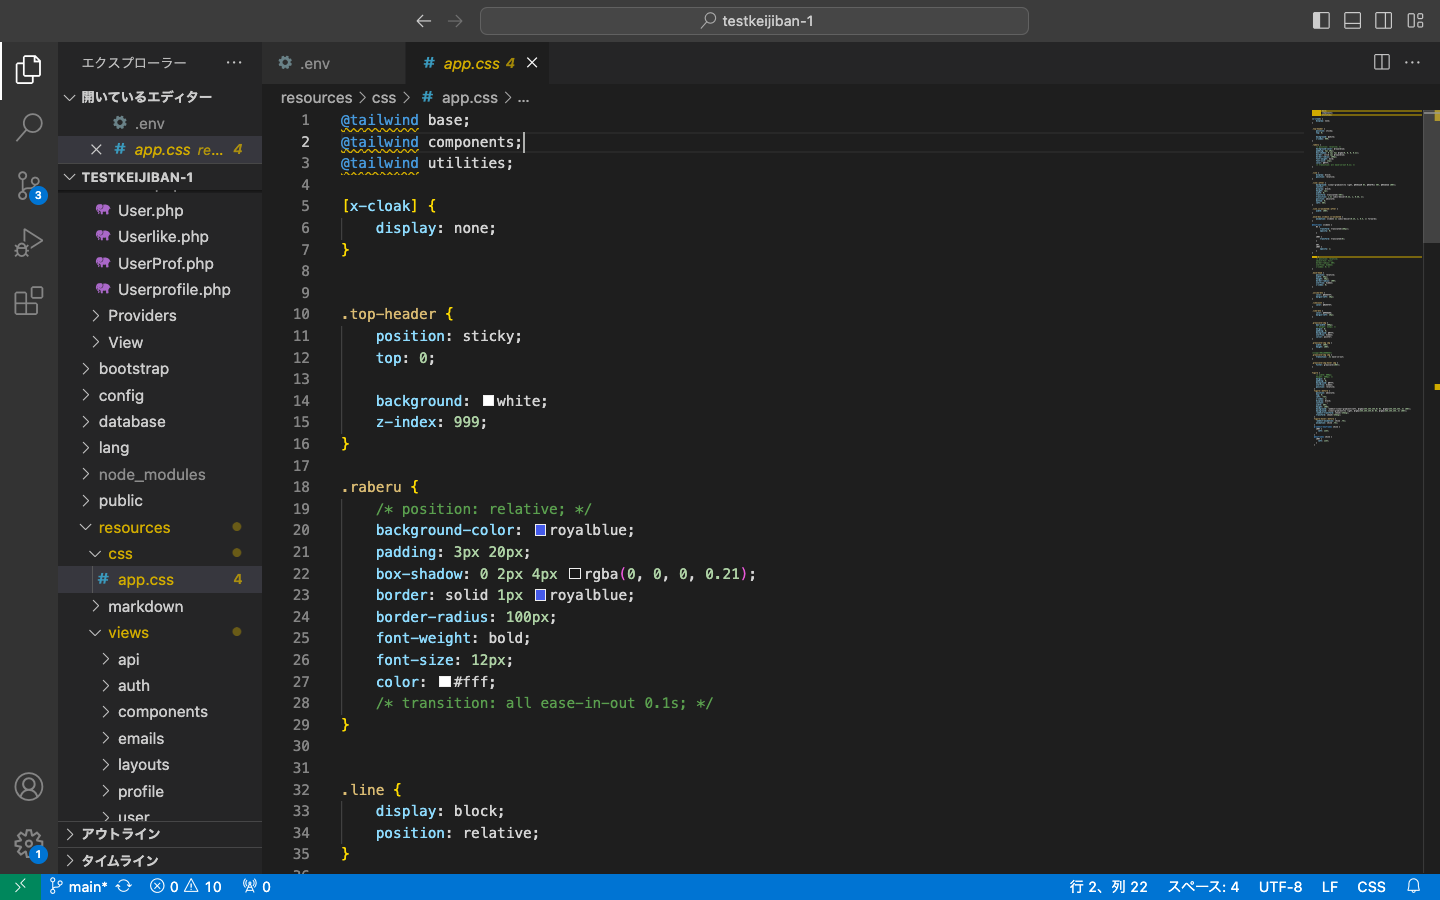 testkeijiban-1
エクスプローラー
開いているエディター
.env
app.css re... 4
TESTKEIJIBAN-1
User.php
Userlike.php
UserProf.php
Userprofile.php
Providers
View
bootstrap
config
database
lang
node_modules
public
resources
css
# app.css 4
markdown
views
api
auth
components
emails
layouts
profile
user
アウトライン
タイムライン
3
1
.env
# app.css 4
resources > css > # app.css > ...
1 @tailwind base;
2 @tailwind components;
3 @tailwind utilities;
4
5 [x-cloak] {
6 display: none;
7 }
8
9
10 .top-header {
11 position: sticky;
12 top: 0;
13
14 background: white;
15 z-index: 999;
16 }
17
18 .raberu {
19 /* position: relative; */
20 background-color: royalblue;
21 padding: 3px 20px;
22 box-shadow: 0 2px 4px rgba(0, 0, 0, 0.21);
23 border: solid 1px royalblue;
24 border-radius: 100px;
25 font-weight: bold;
26 font-size: 12px;
27 color: #fff;
28 /* transition: all ease-in-out 0.1s; */
29 }
30
31
32 .line {
33 display: block;
34 position: relative;
35 }
main* 0 10 0 行 2、列 22 スペース: 4 UTF-8 LF CSS